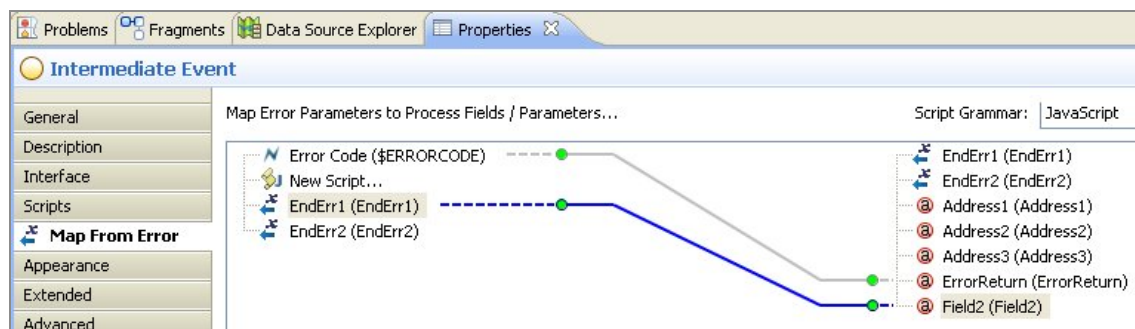 Problems Fragments Data Source Explorer Properties
Intermediate Event
General
Description
Interface
Scripts
Map From Error
Appearance
Extended
Advanced
Map Error Parameters to Process Fields / Parameters...
Script Grammar: JavaScript
Error Code ($ERRORCODE)
New Script...
EndErr1 (EndErr1)
EndErr2 (EndErr2)
EndErr1 (EndErr1)
EndErr2 (EndErr2)
Address1 (Address1)
Address2 (Address2)
Address3 (Address3)
ErrorReturn (ErrorReturn)
Field2 (Field2)